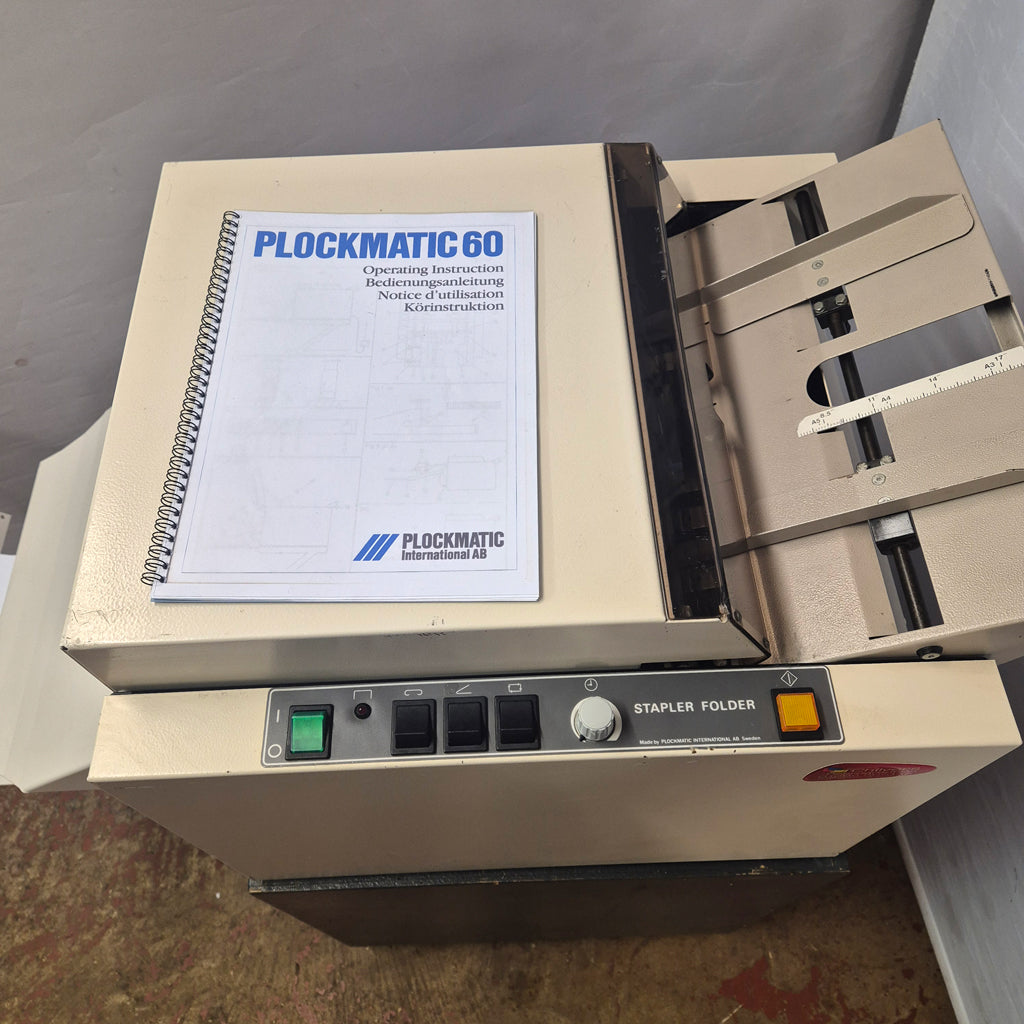 PLOCKMATIC 60
Operating Instruction
Bedienungsanleitung
Notice d'utilisation
Körinstruktion
PLOCKMATIC
International AB
A5 8.5" 11" A4 14" A3 17"
STAPLER FOLDER
Made by PLOCKMATIC INTERNATIONAL AB Sweden